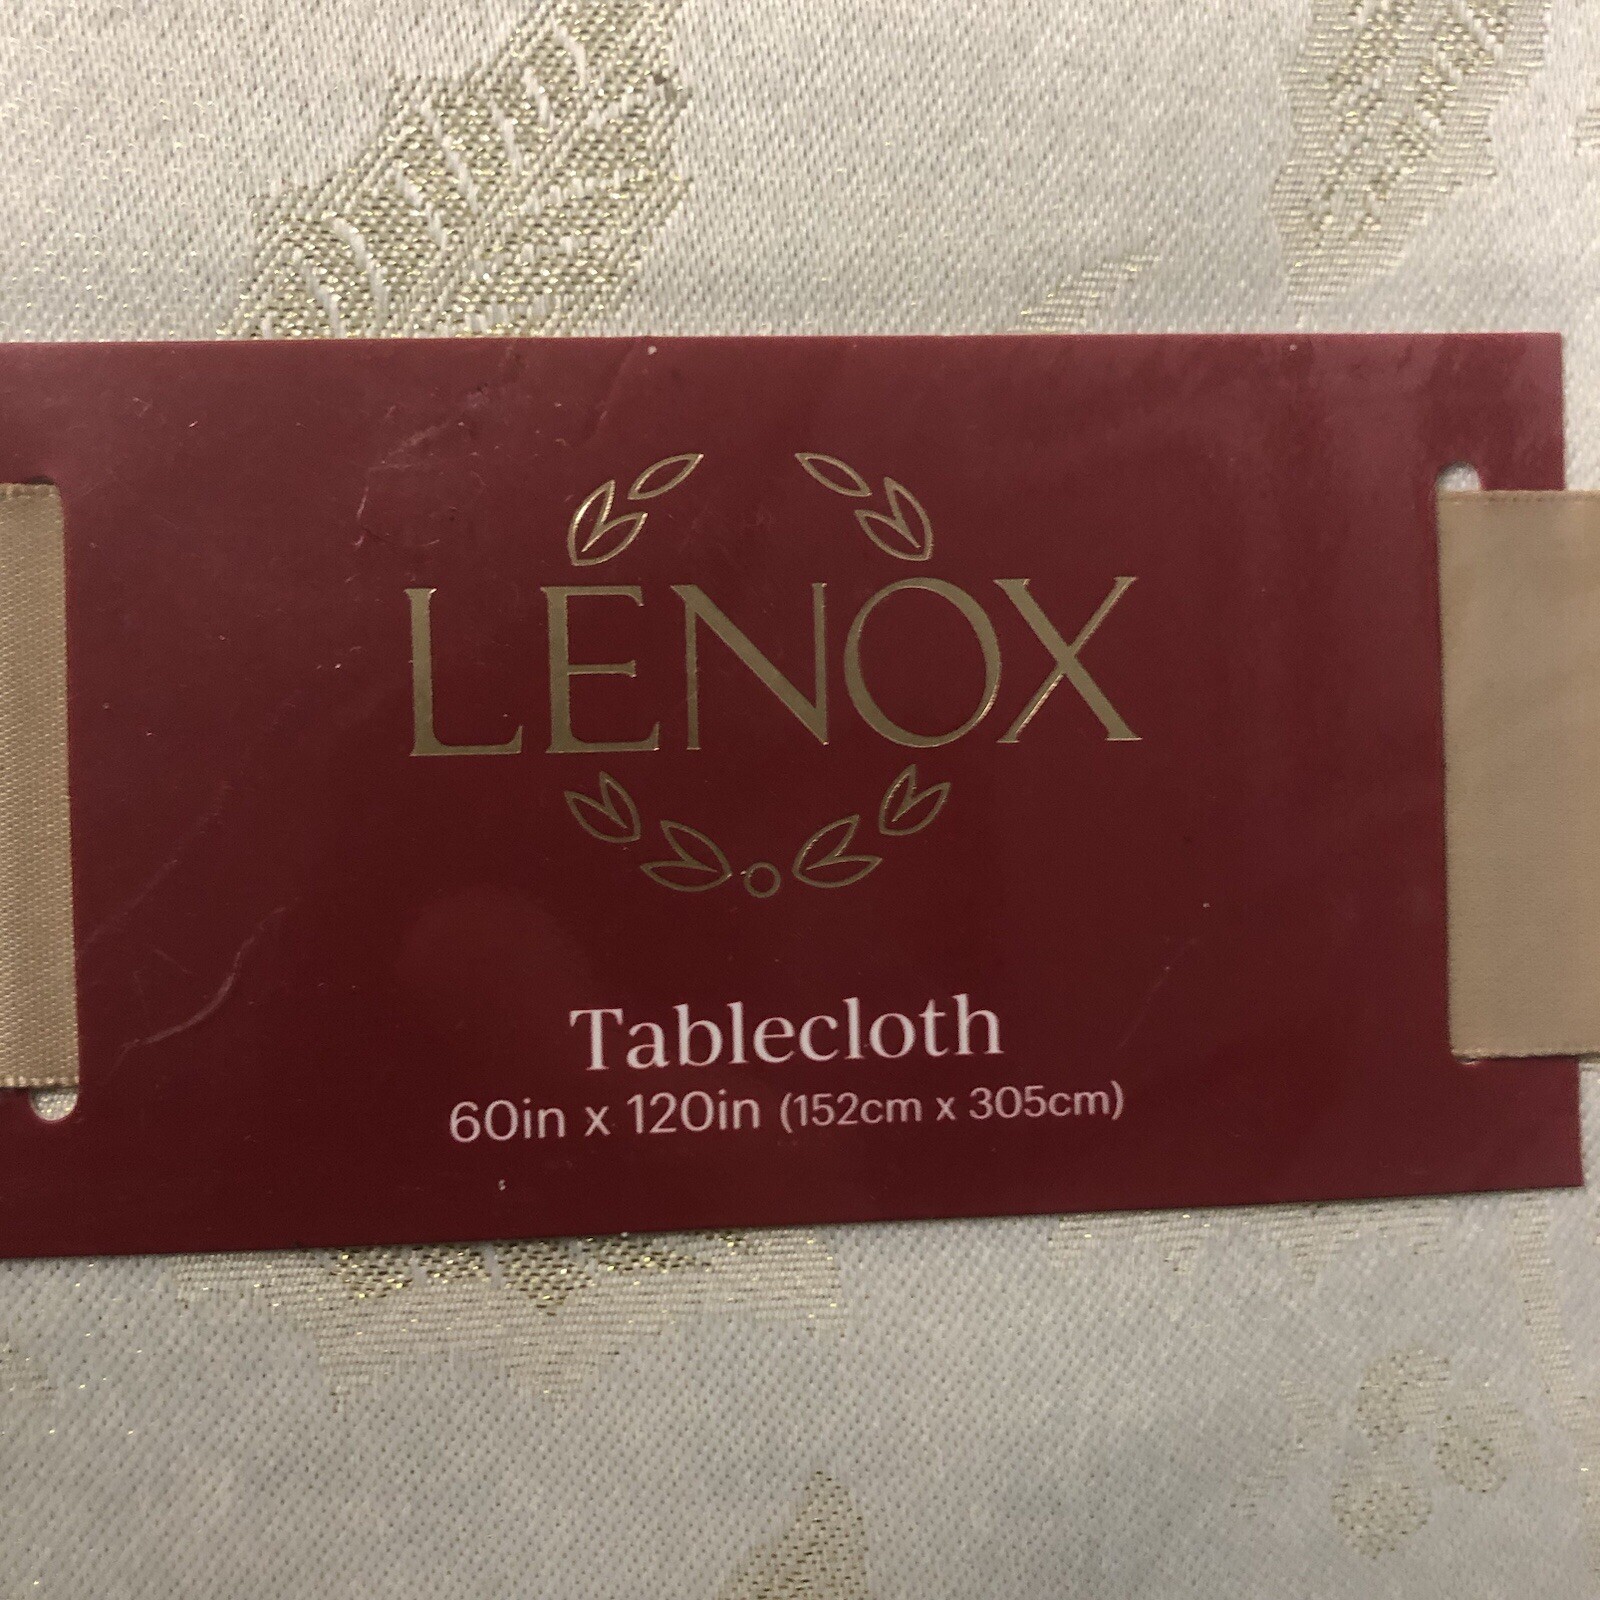 LENOX
Tablecloth
60in x 120in (152cm x 305cm)